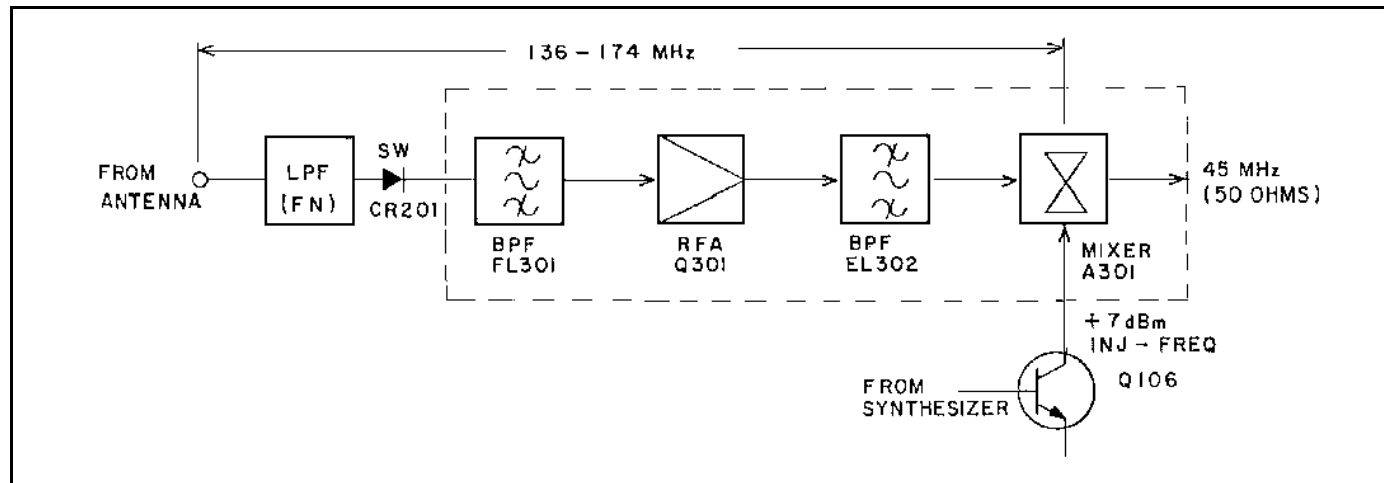 136-174 MHz
FROM
ANTENNA
LPF
(FN)
SW
CR201
BPF
FL301
RFA
Q301
BPF
EL302
MIXER
A301
45 MHz
(50 OHMS)
+7dBm
INJ-FREQ
Q106
FROM
SYNTHESIZER